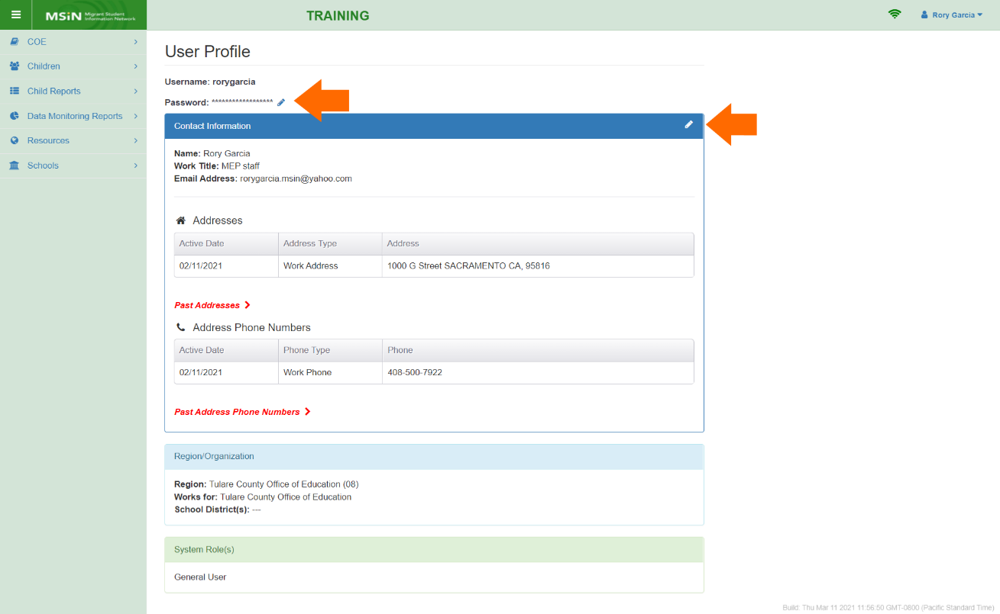 MSiN Migrant Student
Information Network
TRAINING
Rory Garcia
COE
Children
Child Reports
Data Monitoring Reports
Resources
Schools
User Profile
Username: rorygarcia
Password: ******************
Contact Information
Name: Rory Garcia
Work Title: MEP staff
Email Address: rorygarcia.msin@yahoo.com
Addresses
Active Date Address Type Address
02/11/2021 Work Address 1000 G Street SACRAMENTO CA, 95816
Past Addresses
Address Phone Numbers
Active Date Phone Type Phone
02/11/2021 Work Phone 408-500-7922
Past Address Phone Numbers
Region/Organization
Region: Tulare County Office of Education (08)
Works for: Tulare County Office of Education
School District(s): ---
System Role(s)
General User
Build: Thu Mar 11 2021 11:56:50 GMT-0800 (Pacific Standard Time)